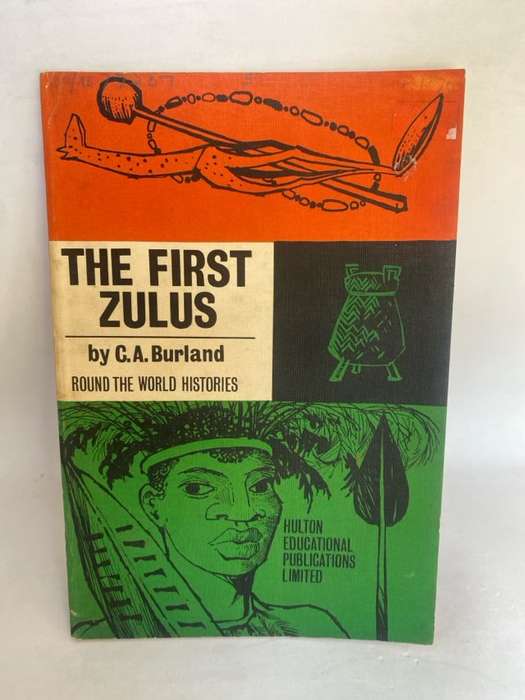 THE FIRST
ZULUS
by C.A. Burland
ROUND THE WORLD HISTORIES
HULTON
EDUCATIONAL
PUBLICATIONS
LIMITED